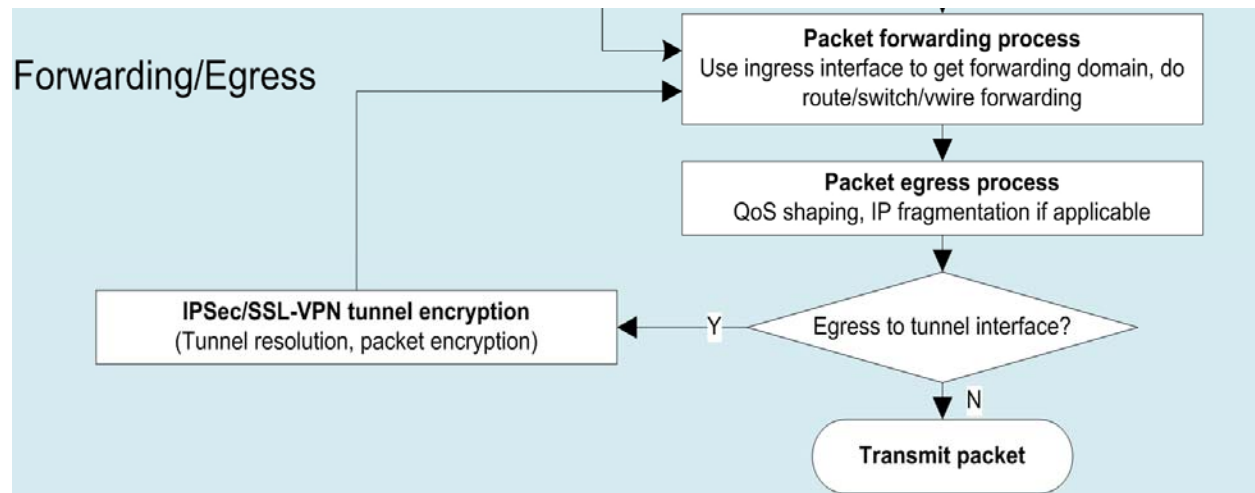 Forwarding/Egress
Packet forwarding process
Use ingress interface to get forwarding domain, do
route/switch/vwire forwarding
Packet egress process
QoS shaping, IP fragmentation if applicable
IPSec/SSL-VPN tunnel encryption
(Tunnel resolution, packet encryption)
Y
Egress to tunnel interface?
N
Transmit packet